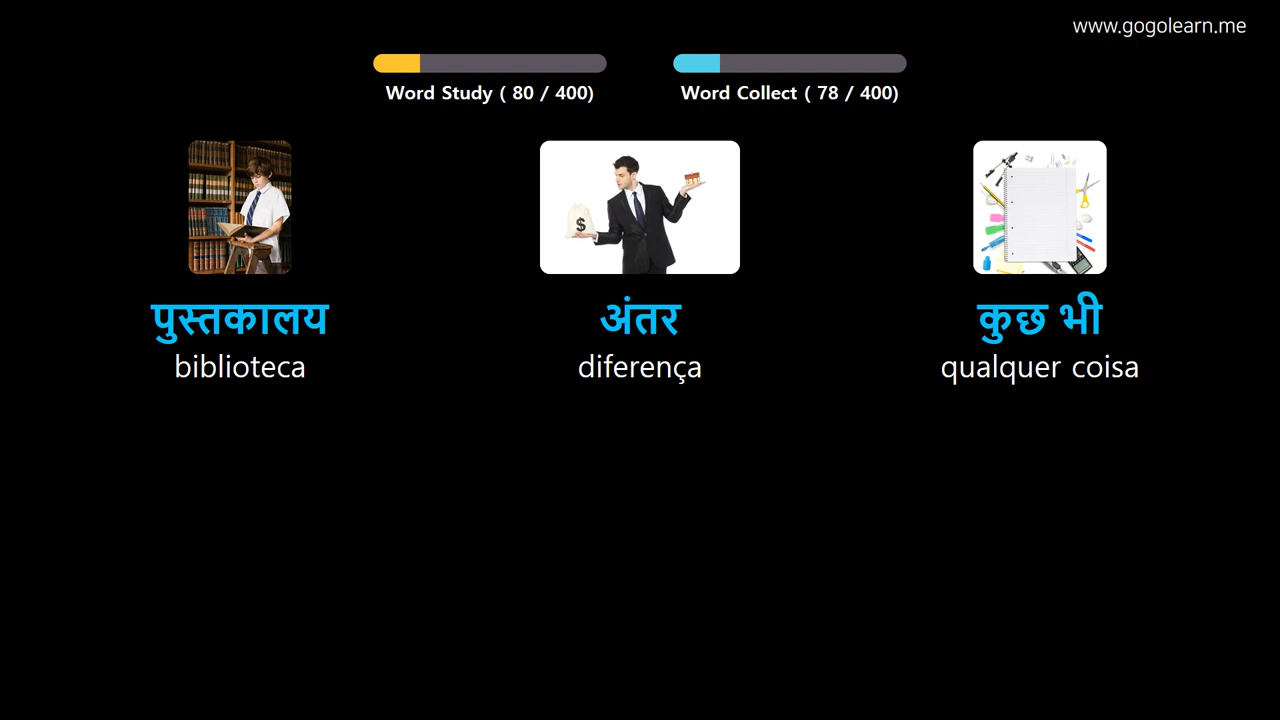 www.gogolearn.me
Word Study ( 80 / 400)
Word Collect ( 78 / 400)
$
पुस्तकालय
अंतर
कुछ भी
biblioteca
diferença
qualquer coisa